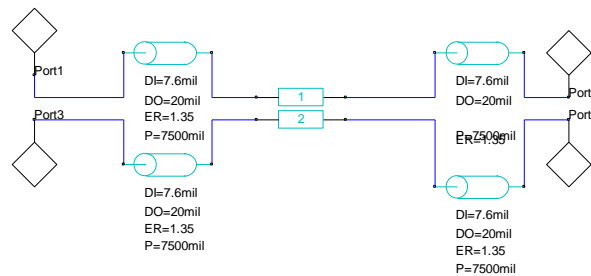 Port1
DI=7.6mil
DO=20mil
ER=1.35
P=7500mil
Port3
DI=7.6mil
DO=20mil
ER=1.35
P=7500mil
1
2
DI=7.6mil
DO=20mil
P=7500mil
ER=1.35
Port
Port
DI=7.6mil
DO=20mil
ER=1.35
P=7500mil